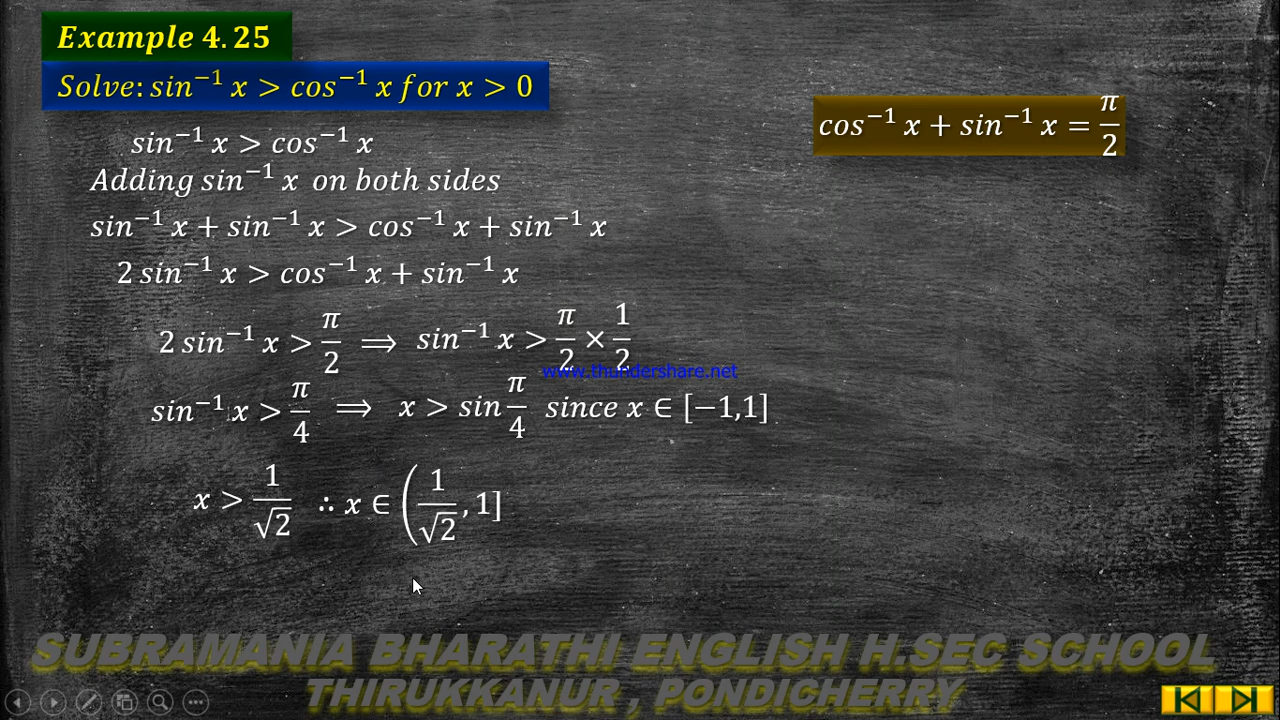 Example 4.25
Solve: sin⁻¹ x > cos⁻¹ x for x > 0
cos⁻¹ x + sin⁻¹ x = π/2
sin⁻¹ x > cos⁻¹ x
Adding sin⁻¹ x on both sides
sin⁻¹ x + sin⁻¹ x > cos⁻¹ x + sin⁻¹ x
2 sin⁻¹ x > cos⁻¹ x + sin⁻¹ x
2 sin⁻¹ x > π/2 ⟹ sin⁻¹ x > π/2 × 1/2
www.thundershare.net
sin⁻¹ x > π/4 ⟹ x > sin π/4 since x ∈ [−1,1]
x > 1/√2 ∴ x ∈ (1/√2 , 1]
SUBRAMANIA BHARATHI ENGLISH H.SEC SCHOOL
THIRUKKANUR , PONDICHERRY